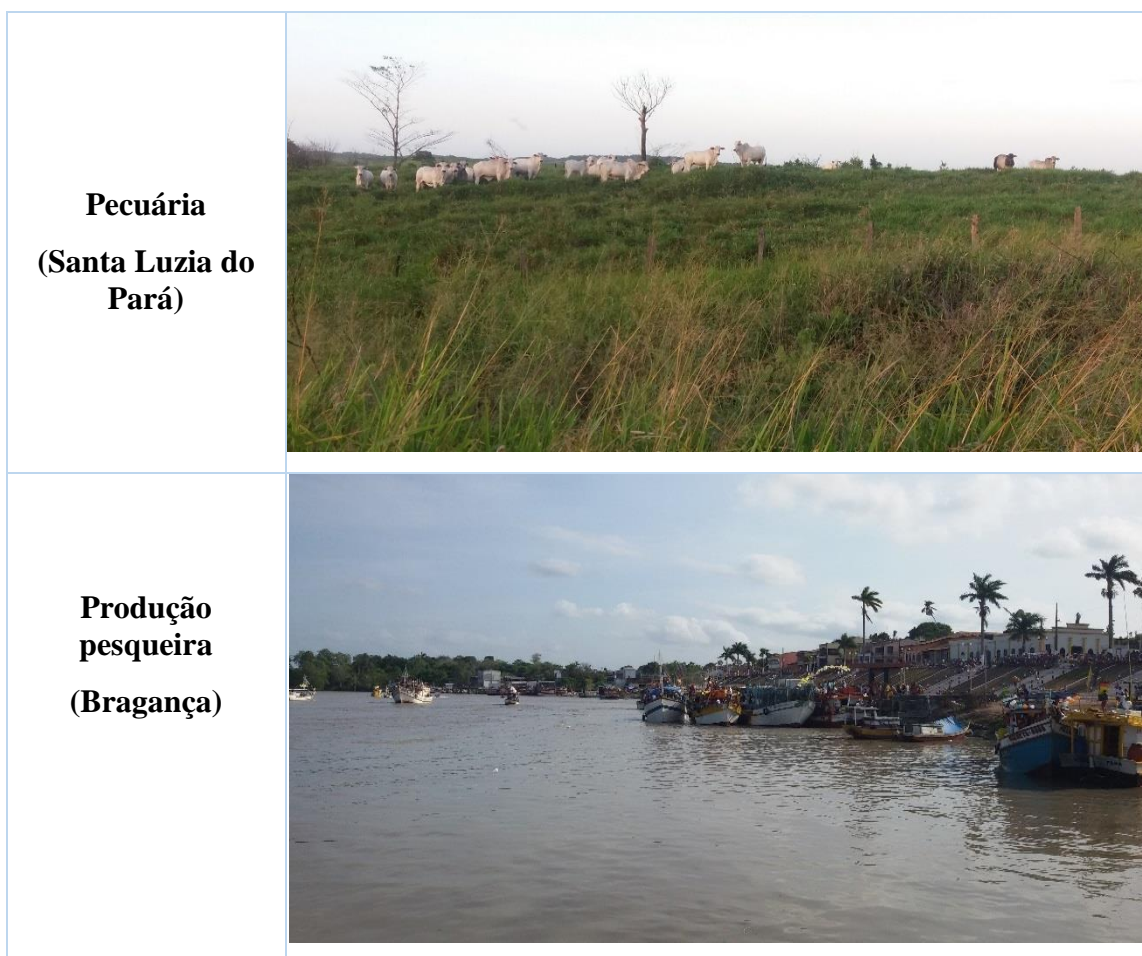 Pecuária
(Santa Luzia do
Pará)
Produção
pesqueira
(Bragança)